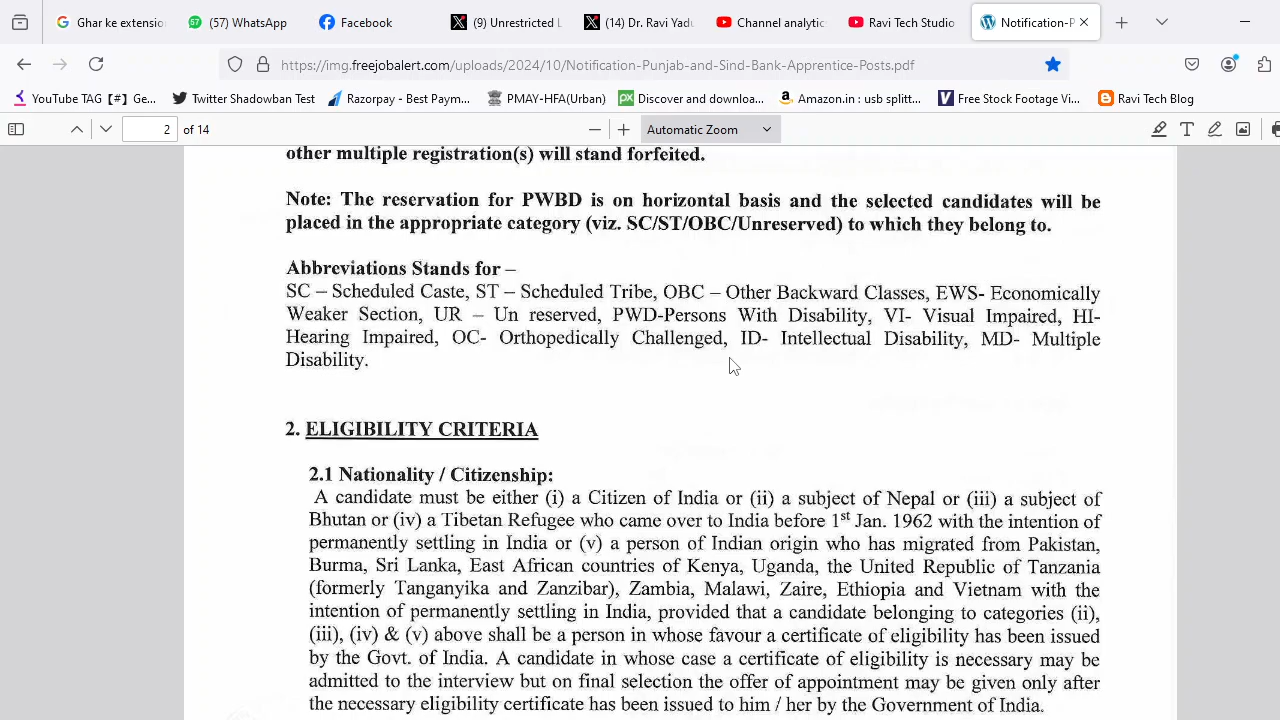 Ghar ke extensio
(57) WhatsApp
Facebook
(9) Unrestricted L
(14) Dr. Ravi Yadu
Channel analytic
Ravi Tech Studio
Notification-P
https://img.freejobalert.com/uploads/2024/10/Notification-Punjab-and-Sind-Bank-Apprentice-Posts.pdf
YouTube TAG [#] Ge...
Twitter Shadowban Test
Razorpay - Best Paym...
PMAY-HFA(Urban)
Discover and downloa...
Amazon.in : usb splitt...
Free Stock Footage Vi...
Ravi Tech Blog
2 of 14
Automatic Zoom
other multiple registration(s) will stand forfeited.
Note: The reservation for PWBD is on horizontal basis and the selected candidates will be
placed in the appropriate category (viz. SC/ST/OBC/Unreserved) to which they belong to.
Abbreviations Stands for –
SC – Scheduled Caste, ST – Scheduled Tribe, OBC – Other Backward Classes, EWS- Economically
Weaker Section, UR – Un reserved, PWD-Persons With Disability, VI- Visual Impaired, HI-
Hearing Impaired, OC- Orthopedically Challenged, ID- Intellectual Disability, MD- Multiple
Disability.
2. ELIGIBILITY CRITERIA
2.1 Nationality / Citizenship:
A candidate must be either (i) a Citizen of India or (ii) a subject of Nepal or (iii) a subject of
Bhutan or (iv) a Tibetan Refugee who came over to India before 1st Jan. 1962 with the intention of
permanently settling in India or (v) a person of Indian origin who has migrated from Pakistan,
Burma, Sri Lanka, East African countries of Kenya, Uganda, the United Republic of Tanzania
(formerly Tanganyika and Zanzibar), Zambia, Malawi, Zaire, Ethiopia and Vietnam with the
intention of permanently settling in India, provided that a candidate belonging to categories (ii),
(iii), (iv) & (v) above shall be a person in whose favour a certificate of eligibility has been issued
by the Govt. of India. A candidate in whose case a certificate of eligibility is necessary may be
admitted to the interview but on final selection the offer of appointment may be given only after
the necessary eligibility certificate has been issued to him / her by the Government of India.